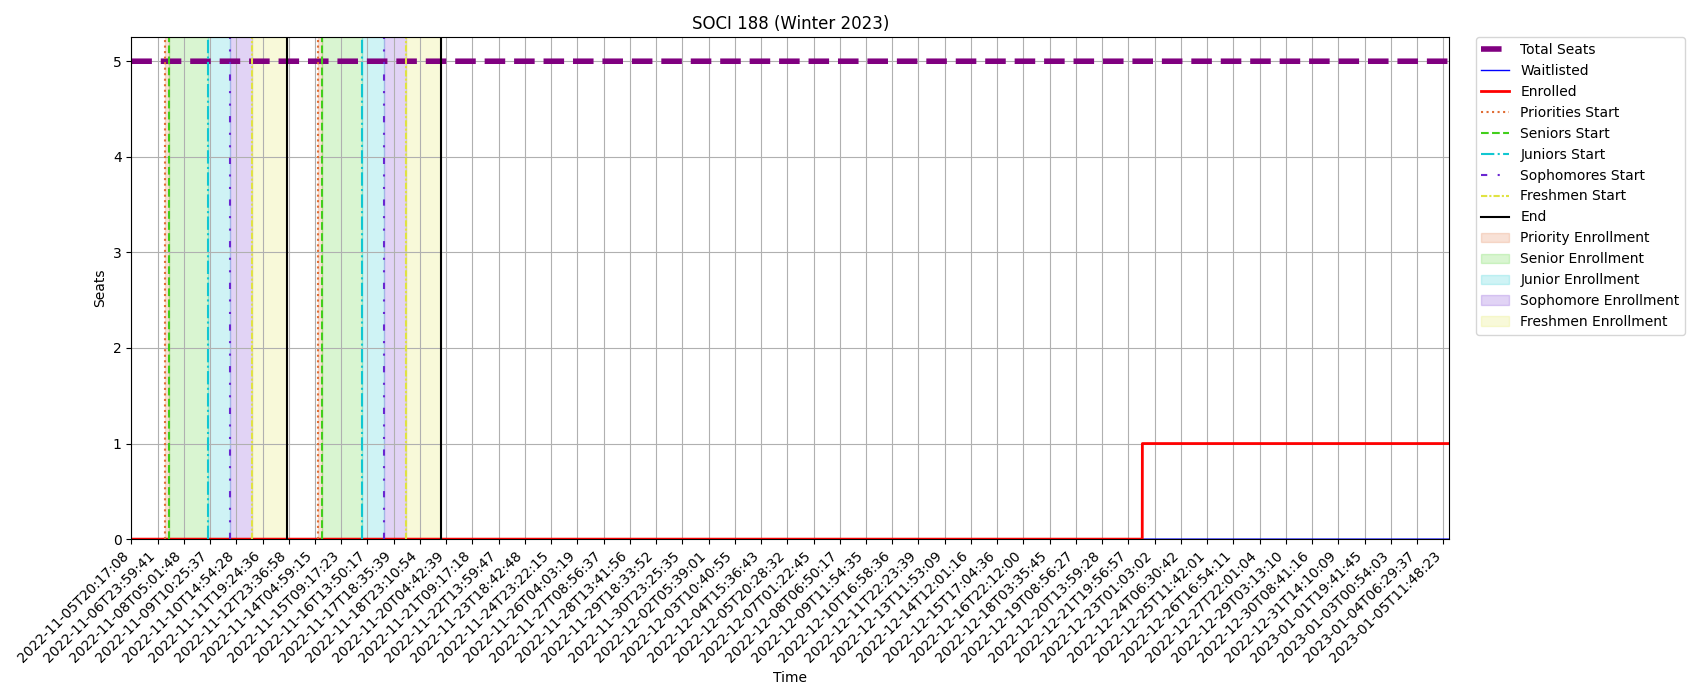 SOCI 188 (Winter 2023)
Total Seats
Waitlisted
Enrolled
Priorities Start
Seniors Start
Juniors Start
Sophomores Start
Freshmen Start
End
Priority Enrollment
Senior Enrollment
Junior Enrollment
Sophomore Enrollment
Freshmen Enrollment
Seats
5
4
3
2
1
0
2022-11-05T20:17:08
2022-11-06T23:59:41
2022-11-08T05:01:48
2022-11-09T10:25:37
2022-11-10T14:54:28
2022-11-11T19:24:36
2022-11-12T23:36:58
2022-11-14T04:59:15
2022-11-15T09:17:23
2022-11-16T13:50:17
2022-11-17T18:35:39
2022-11-18T23:10:54
2022-11-20T04:42:39
2022-11-21T09:17:18
2022-11-22T13:59:47
2022-11-23T18:42:48
2022-11-24T23:22:15
2022-11-26T04:03:19
2022-11-27T08:56:37
2022-11-28T13:41:56
2022-11-29T18:33:52
2022-11-30T23:25:35
2022-12-02T05:39:01
2022-12-03T10:40:55
2022-12-04T15:36:43
2022-12-05T20:28:32
2022-12-07T01:22:45
2022-12-08T06:50:17
2022-12-09T11:54:35
2022-12-10T16:58:36
2022-12-11T22:23:39
2022-12-13T11:53:09
2022-12-14T12:01:16
2022-12-15T17:04:36
2022-12-16T22:12:00
2022-12-18T18:35:45
2022-12-19T08:56:27
2022-12-20T13:59:28
2022-12-21T19:56:57
2022-12-23T01:03:02
2022-12-24T06:30:42
2022-12-25T11:42:01
2022-12-26T16:54:11
2022-12-27T22:01:04
2022-12-29T03:13:10
2022-12-30T08:41:16
2022-12-31T14:10:09
2023-01-01T19:41:45
2023-01-03T00:54:03
2023-01-04T06:29:37
2023-01-05T11:48:23
Time